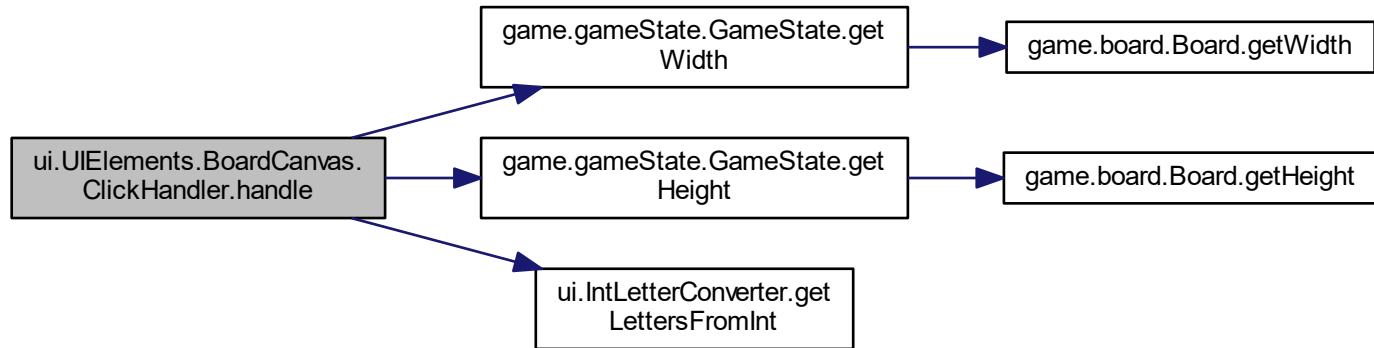 game.gameState.GameState.get
Width
game.board.Board.getWidth
ui.UIElements.BoardCanvas.
ClickHandler.handle
game.gameState.GameState.get
Height
game.board.Board.getHeight
ui.IntLetterConverter.get
LettersFromInt